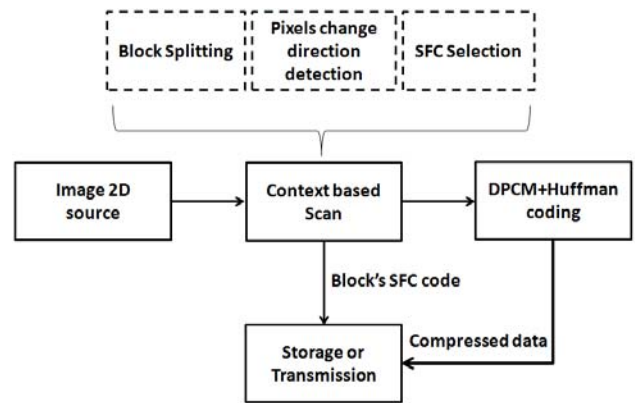 Block Splitting
Pixels change
direction
detection
SFC Selection
Image 2D
source
Context based
Scan
DPCM+Huffman
coding
Block's SFC code
Compressed data
Storage or
Transmission